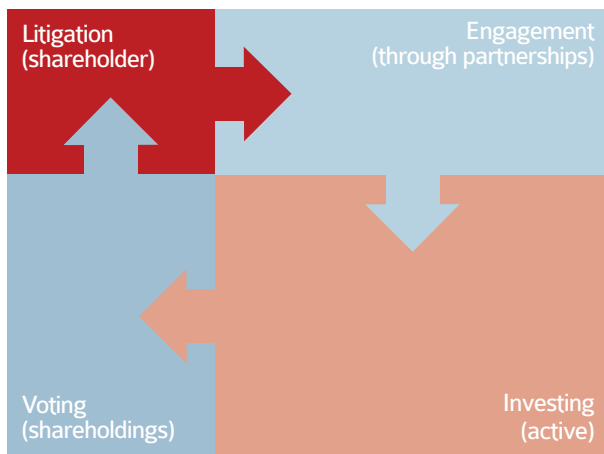 Litigation
(shareholder)
Engagement
(through partnerships)
Voting
(shareholdings)
Investing
(active)